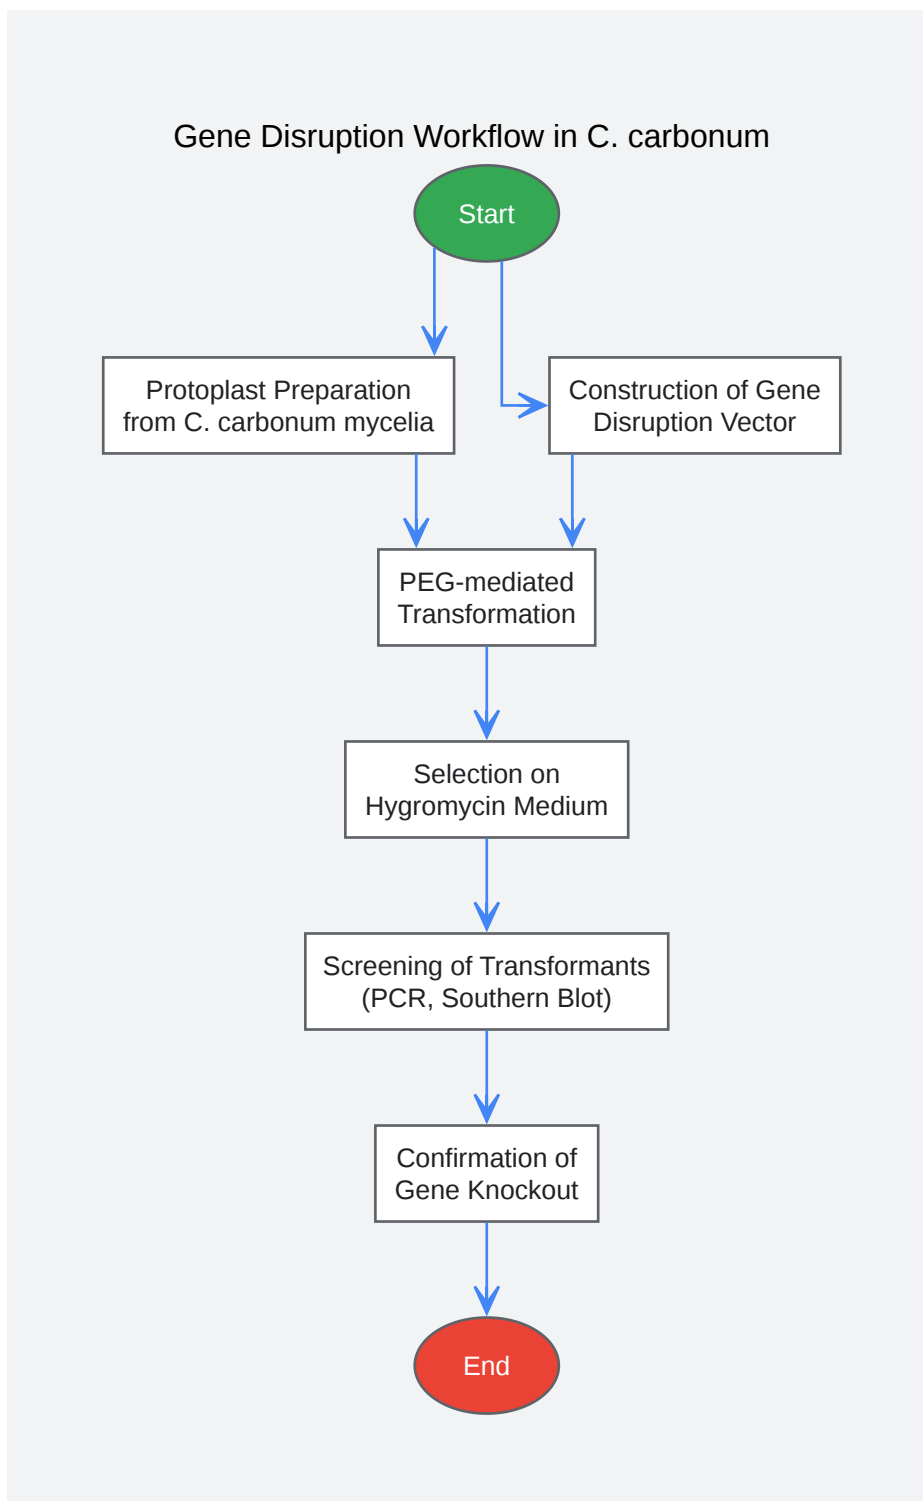 Gene Disruption Workflow in C. carbonum
Start
Protoplast Preparation
from C. carbonum mycelia
Construction of Gene
Disruption Vector
PEG-mediated
Transformation
Selection on
Hygromycin Medium
Screening of Transformants
(PCR, Southern Blot)
Confirmation of
Gene Knockout
End